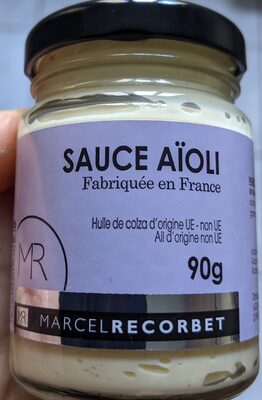 SAUCE AÏOLI
Fabriquée en France
Huile de colza d'origine UE - non UE
Ail d'origine non UE
90g
MR
MR MARCEL RECORBET